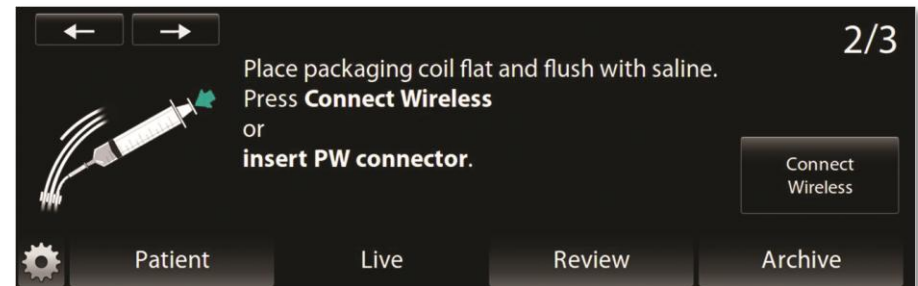 2/3
Place packaging coil flat and flush with saline.
Press Connect Wireless
or
insert PW connector.
Connect
Wireless
Patient
Live
Review
Archive